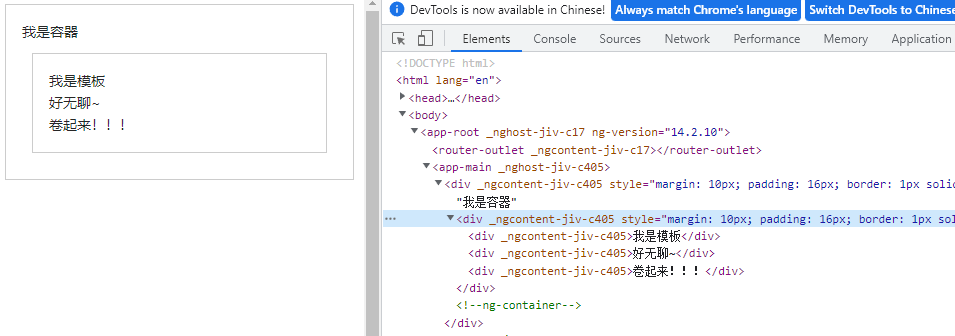 我是容器
我是模板
好无聊~
卷起来！！！
DevTools is now available in Chinese! Always match Chrome's language Switch DevTools to Chinese
Elements Console Sources Network Performance Memory Application
<!DOCTYPE html>
<html lang="en">
<head>…</head>
<body>
<app-root _nghost-jiv-c17 ng-version="14.2.10">
<router-outlet _ngcontent-jiv-c17></router-outlet>
<app-main _nghost-jiv-c405>
<div _ngcontent-jiv-c405 style="margin: 10px; padding: 16px; border: 1px solid
"我是容器"
<div _ngcontent-jiv-c405 style="margin: 10px; padding: 16px; border: 1px sol
<div _ngcontent-jiv-c405>我是模板</div>
<div _ngcontent-jiv-c405>好无聊~</div>
<div _ngcontent-jiv-c405>卷起来！！！</div>
</div>
<!--ng-container-->
</div>